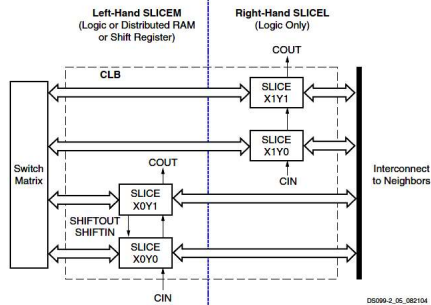 Left-Hand SLICEM
(Logic or Distributed RAM
or Shift Register)
Right-Hand SLICEL
(Logic Only)
COUT
CLB
SLICE
X1Y1
SLICE
X1Y0
COUT
CIN
Switch
Matrix
SLICE
X0Y1
Interconnect
to Neighbors
SHIFTOUT
SHIFTIN
SLICE
X0Y0
CIN
DS099-2_05_082104